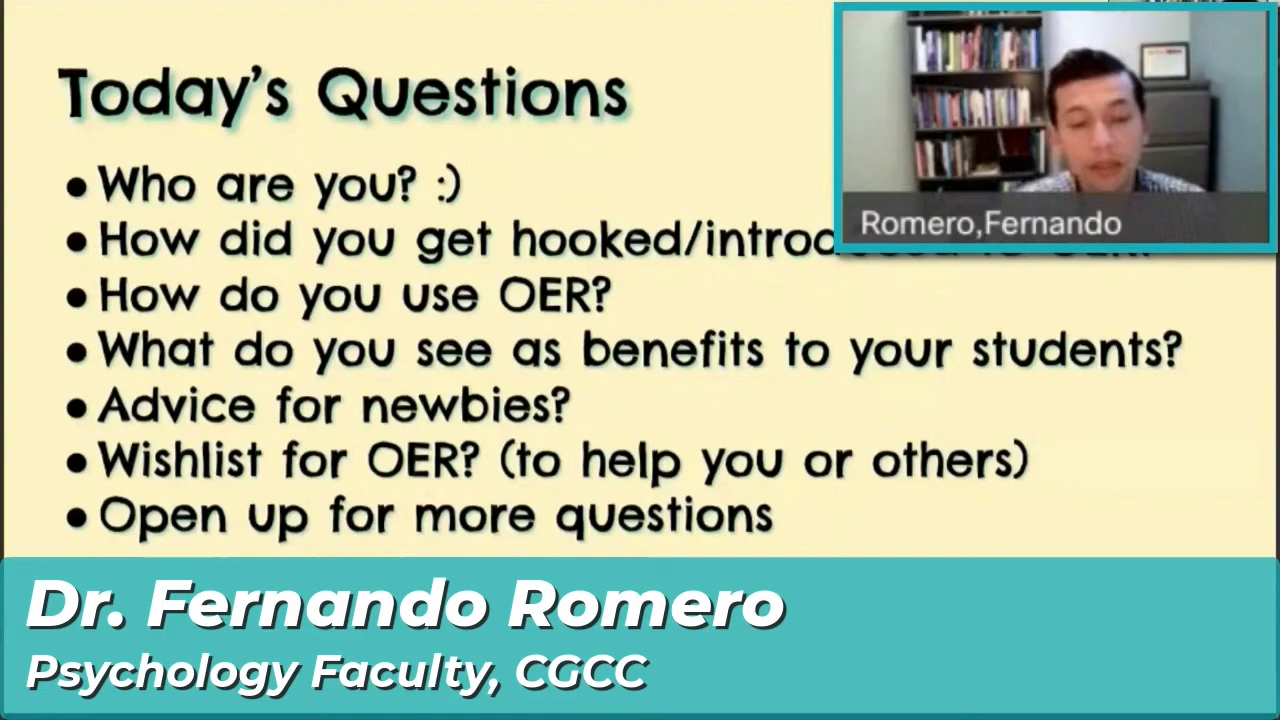 Today's Questions
• Who are you? :)
• How did you get hooked/introd
• How do you use OER?
• What do you see as benefits to your students?
• Advice for newbies?
• Wishlist for OER? (to help you or others)
• Open up for more questions
Romero,Fernando
Dr. Fernando Romero
Psychology Faculty, CGCC